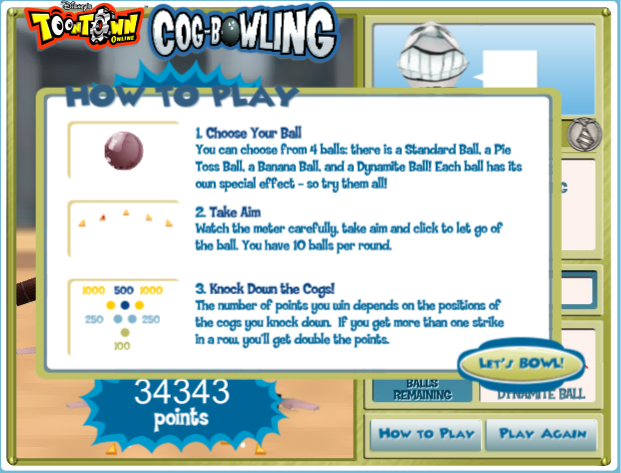 Disney's
TOONTOWN
ONLINE
COG-BOWLING
HOW TO PLAY
1. Choose Your Ball
You can choose from 4 balls: there is a Standard Ball, a Pie
Toss Ball, a Banana Ball, and a Dynamite Ball! Each ball has its
own special effect - so try them all!
2. Take Aim
Watch the meter carefully, take aim and click to let go of
the ball. You have 10 balls per round.
1000 500 1000
250 250
100
3. Knock Down the Cogs!
The number of points you win depends on the positions of
the cogs you knock down. If you get more than one strike
in a row, you'll get double the points.
LET'S BOWL!
34343
points
BALLS
REMAINING
DYNAMITE BALL
HOW TO PLAY
PLAY AGAIN